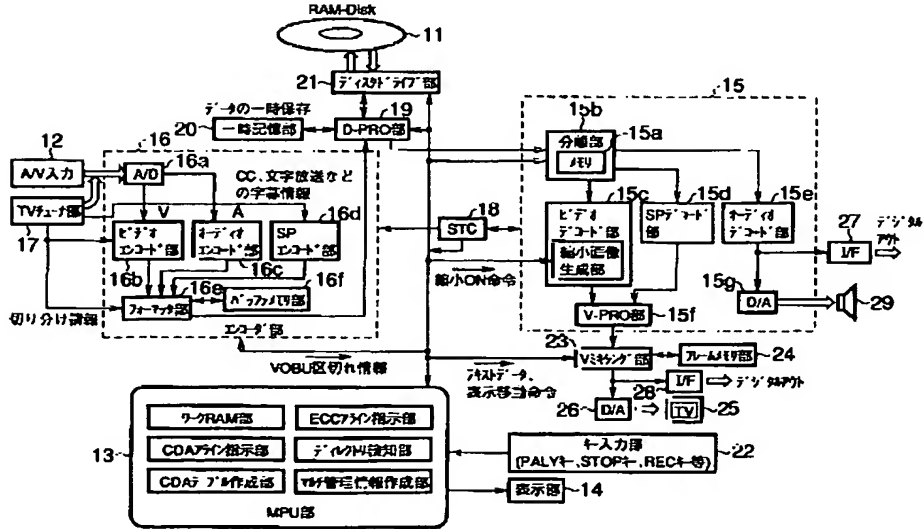 RAM-Disk
11
21 ディスクドライブ部
データの一時保存
19
20 一時記憶部
D-PRO部
12
A/V入力
16
16a
A/D
CC、文字放送など
の字幕情報
TVチューナ部
17
V
A
16d
ビデオ
エンコード部
オーディオ
エンコード部
SP
エンコード部
16b
16c
16e
16f
フォーマッタ部
バッファメモリ部
切り分け情報
エンコーダ部
18
STC
15
15b
分離部
15a
メモリ
15c
15d
15e
ビデオ
デコード部
縮小画像
生成部
SPデコード
部
オーディオ
デコード部
27
I/F
デジタル
アウト
縮小ON命令
15g
D/A
29
V-PRO部
15f
VOBU区切れ情報
23
Vミキシング部
フレームメモリ部
24
テキストデータ、
表示移動命令
28
I/F
デジタルアウト
26
D/A
TV
25
13
ワークRAM部
ECCアライン指示部
CDAアライン指示部
ディレクトリ検知部
CDAテーブル作成部
マルチ管理情報作成部
MPU部
キー入力部
(PALYキー、STOPキー、RECキー等)
22
表示部
14